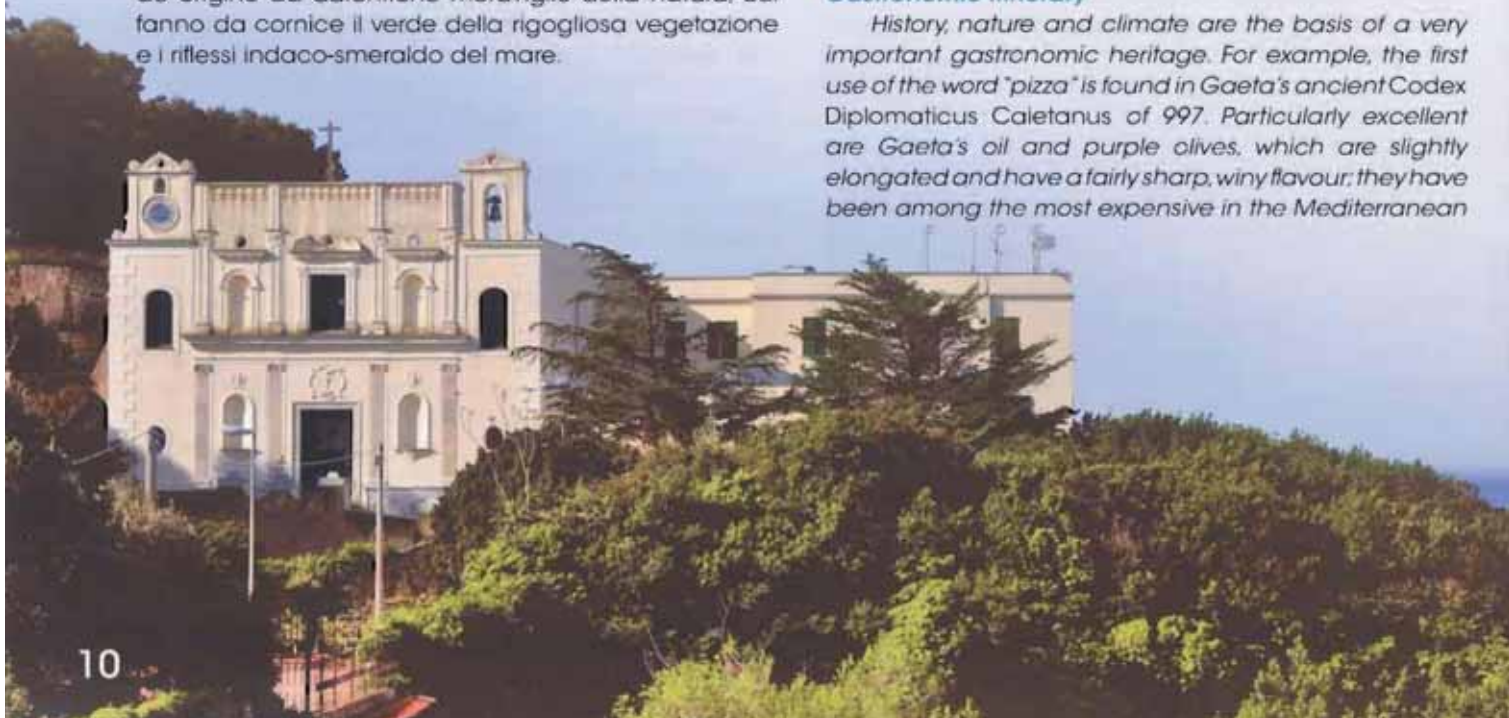 fanno da cornice il verde della rigogliosa vegetazione
e i riflessi indaco-smeraldo del mare.
History, nature and climate are the basis of a very
important gastronomic heritage. For example, the first
use of the word "pizza" is found in Gaeta's ancient Codex
Diplomaticus Caietanus of 997. Particularly excellent
are Gaeta's oil and purple olives, which are slightly
elongated and have a fairly sharp, winy flavour; they have
been among the most expensive in the Mediterranean
10